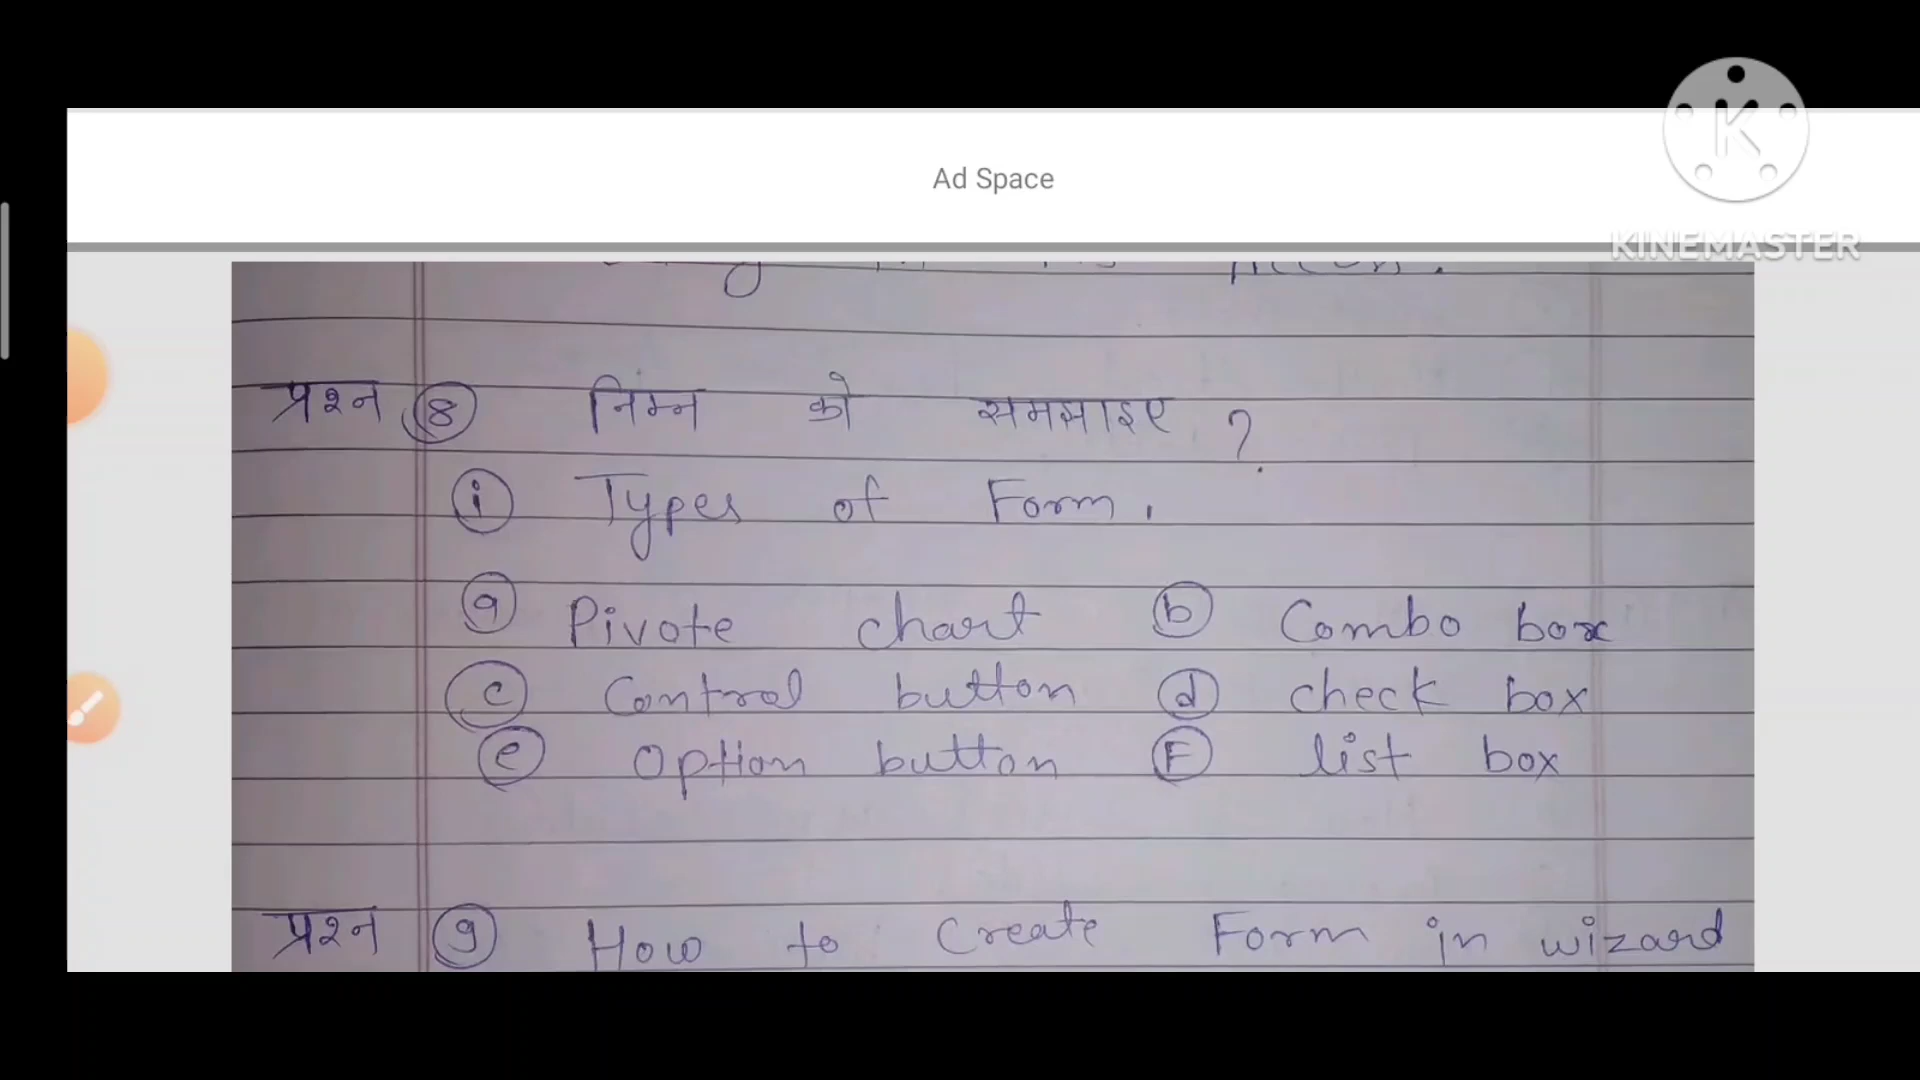 Ad Space
KINEMASTER
प्रश्न 8 निम्न को समझाइए ?
i Types of Form.
a Pivote chart b Combo box
c Control button d check box
e option button F list box
प्रश्न 9 How to Create Form in wizard